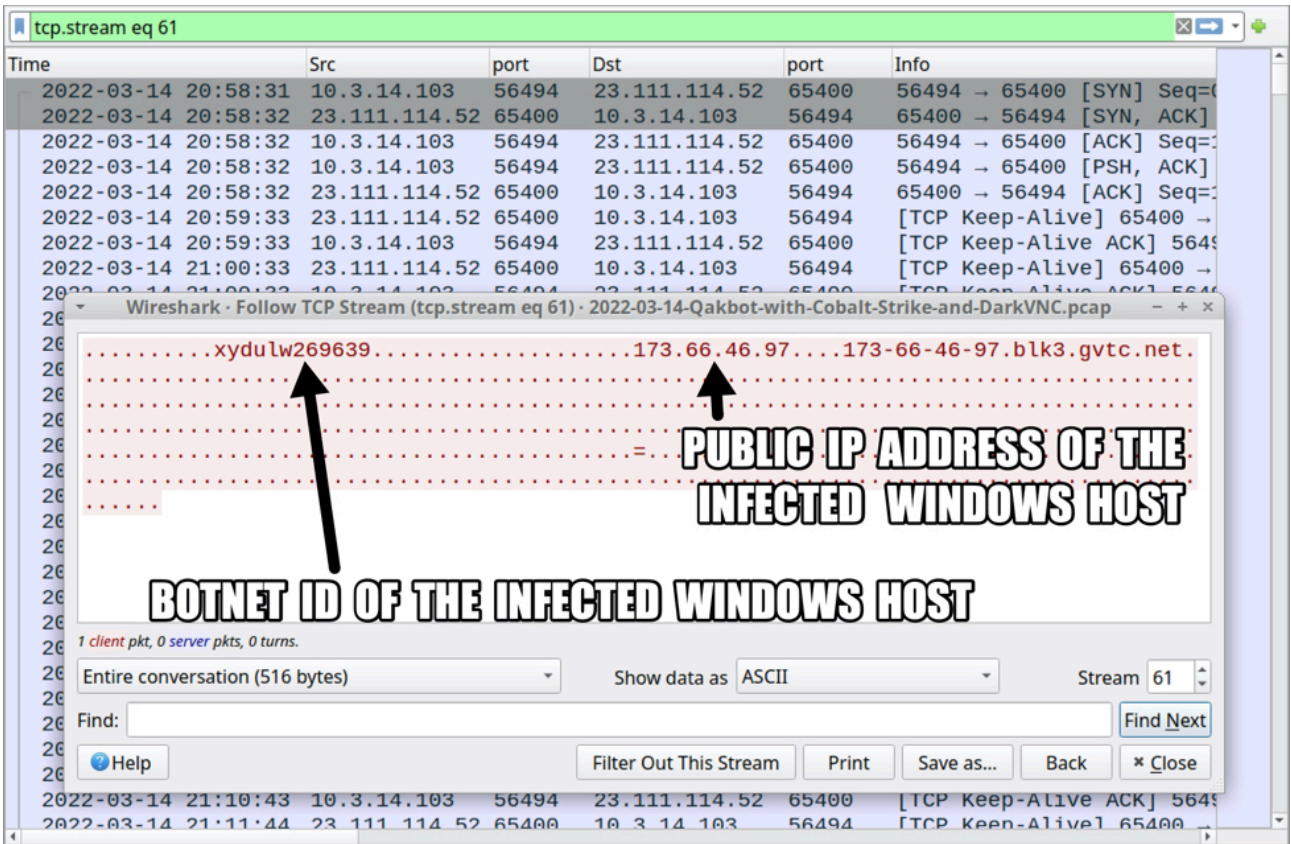 tcp.stream eq 61
Time Src port Dst port Info
2022-03-14 20:58:31 10.3.14.103 56494 23.111.114.52 65400 56494 → 65400 [SYN] Seq=
2022-03-14 20:58:32 23.111.114.52 65400 10.3.14.103 56494 65400 → 56494 [SYN, ACK]
2022-03-14 20:58:32 10.3.14.103 56494 23.111.114.52 65400 56494 → 65400 [ACK] Seq=
2022-03-14 20:58:32 10.3.14.103 56494 23.111.114.52 65400 56494 → 65400 [PSH, ACK]
2022-03-14 20:58:32 23.111.114.52 65400 10.3.14.103 56494 65400 → 56494 [ACK] Seq=
2022-03-14 20:59:33 23.111.114.52 65400 10.3.14.103 56494 [TCP Keep-Alive] 65400 →
2022-03-14 20:59:33 10.3.14.103 56494 23.111.114.52 65400 [TCP Keep-Alive ACK] 5649
2022-03-14 21:00:33 23.111.114.52 65400 10.3.14.103 56494 [TCP Keep-Alive] 65400 →
Wireshark · Follow TCP Stream (tcp.stream eq 61) · 2022-03-14-Qakbot-with-Cobalt-Strike-and-DarkVNC.pcap
..........xydulw269639....................173.66.46.97....173-66-46-97.blk3.gvtc.net.
PUBLIC IP ADDRESS OF THE
INFECTED WINDOWS HOST
BOTNET ID OF THE INFECTED WINDOWS HOST
1 client pkt, 0 server pkts, 0 turns.
Entire conversation (516 bytes) Show data as ASCII Stream 61
Find: Find Next
Help Filter Out This Stream Print Save as... Back Close
2022-03-14 21:10:43 10.3.14.103 56494 23.111.114.52 65400 [TCP Keep-Alive ACK] 5649
2022-03-14 21:11:44 23.111.114.52 65400 10.3.14.103 56494 [TCP Keep-Alive] 65400